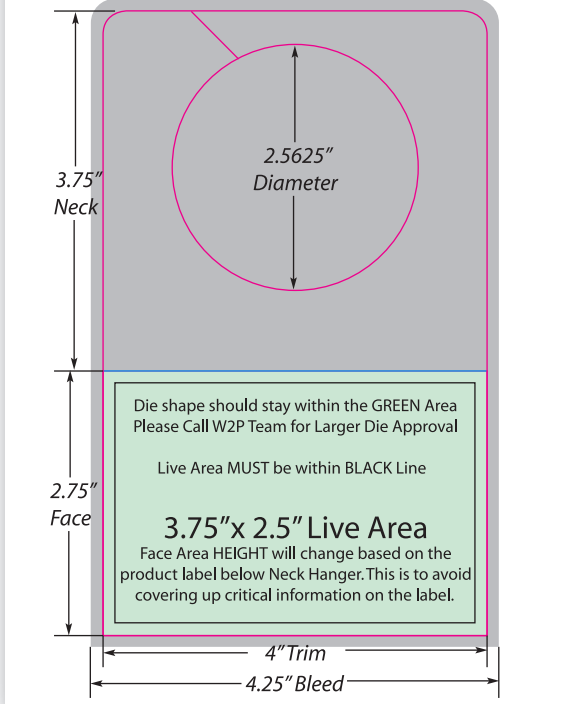 2.5625″
Diameter
3.75″
Neck
Die shape should stay within the GREEN Area
Please Call W2P Team for Larger Die Approval
Live Area MUST be within BLACK Line
2.75″
Face
3.75″x 2.5″ Live Area
Face Area HEIGHT will change based on the
product label below Neck Hanger. This is to avoid
covering up critical information on the label.
4″ Trim
4.25″ Bleed